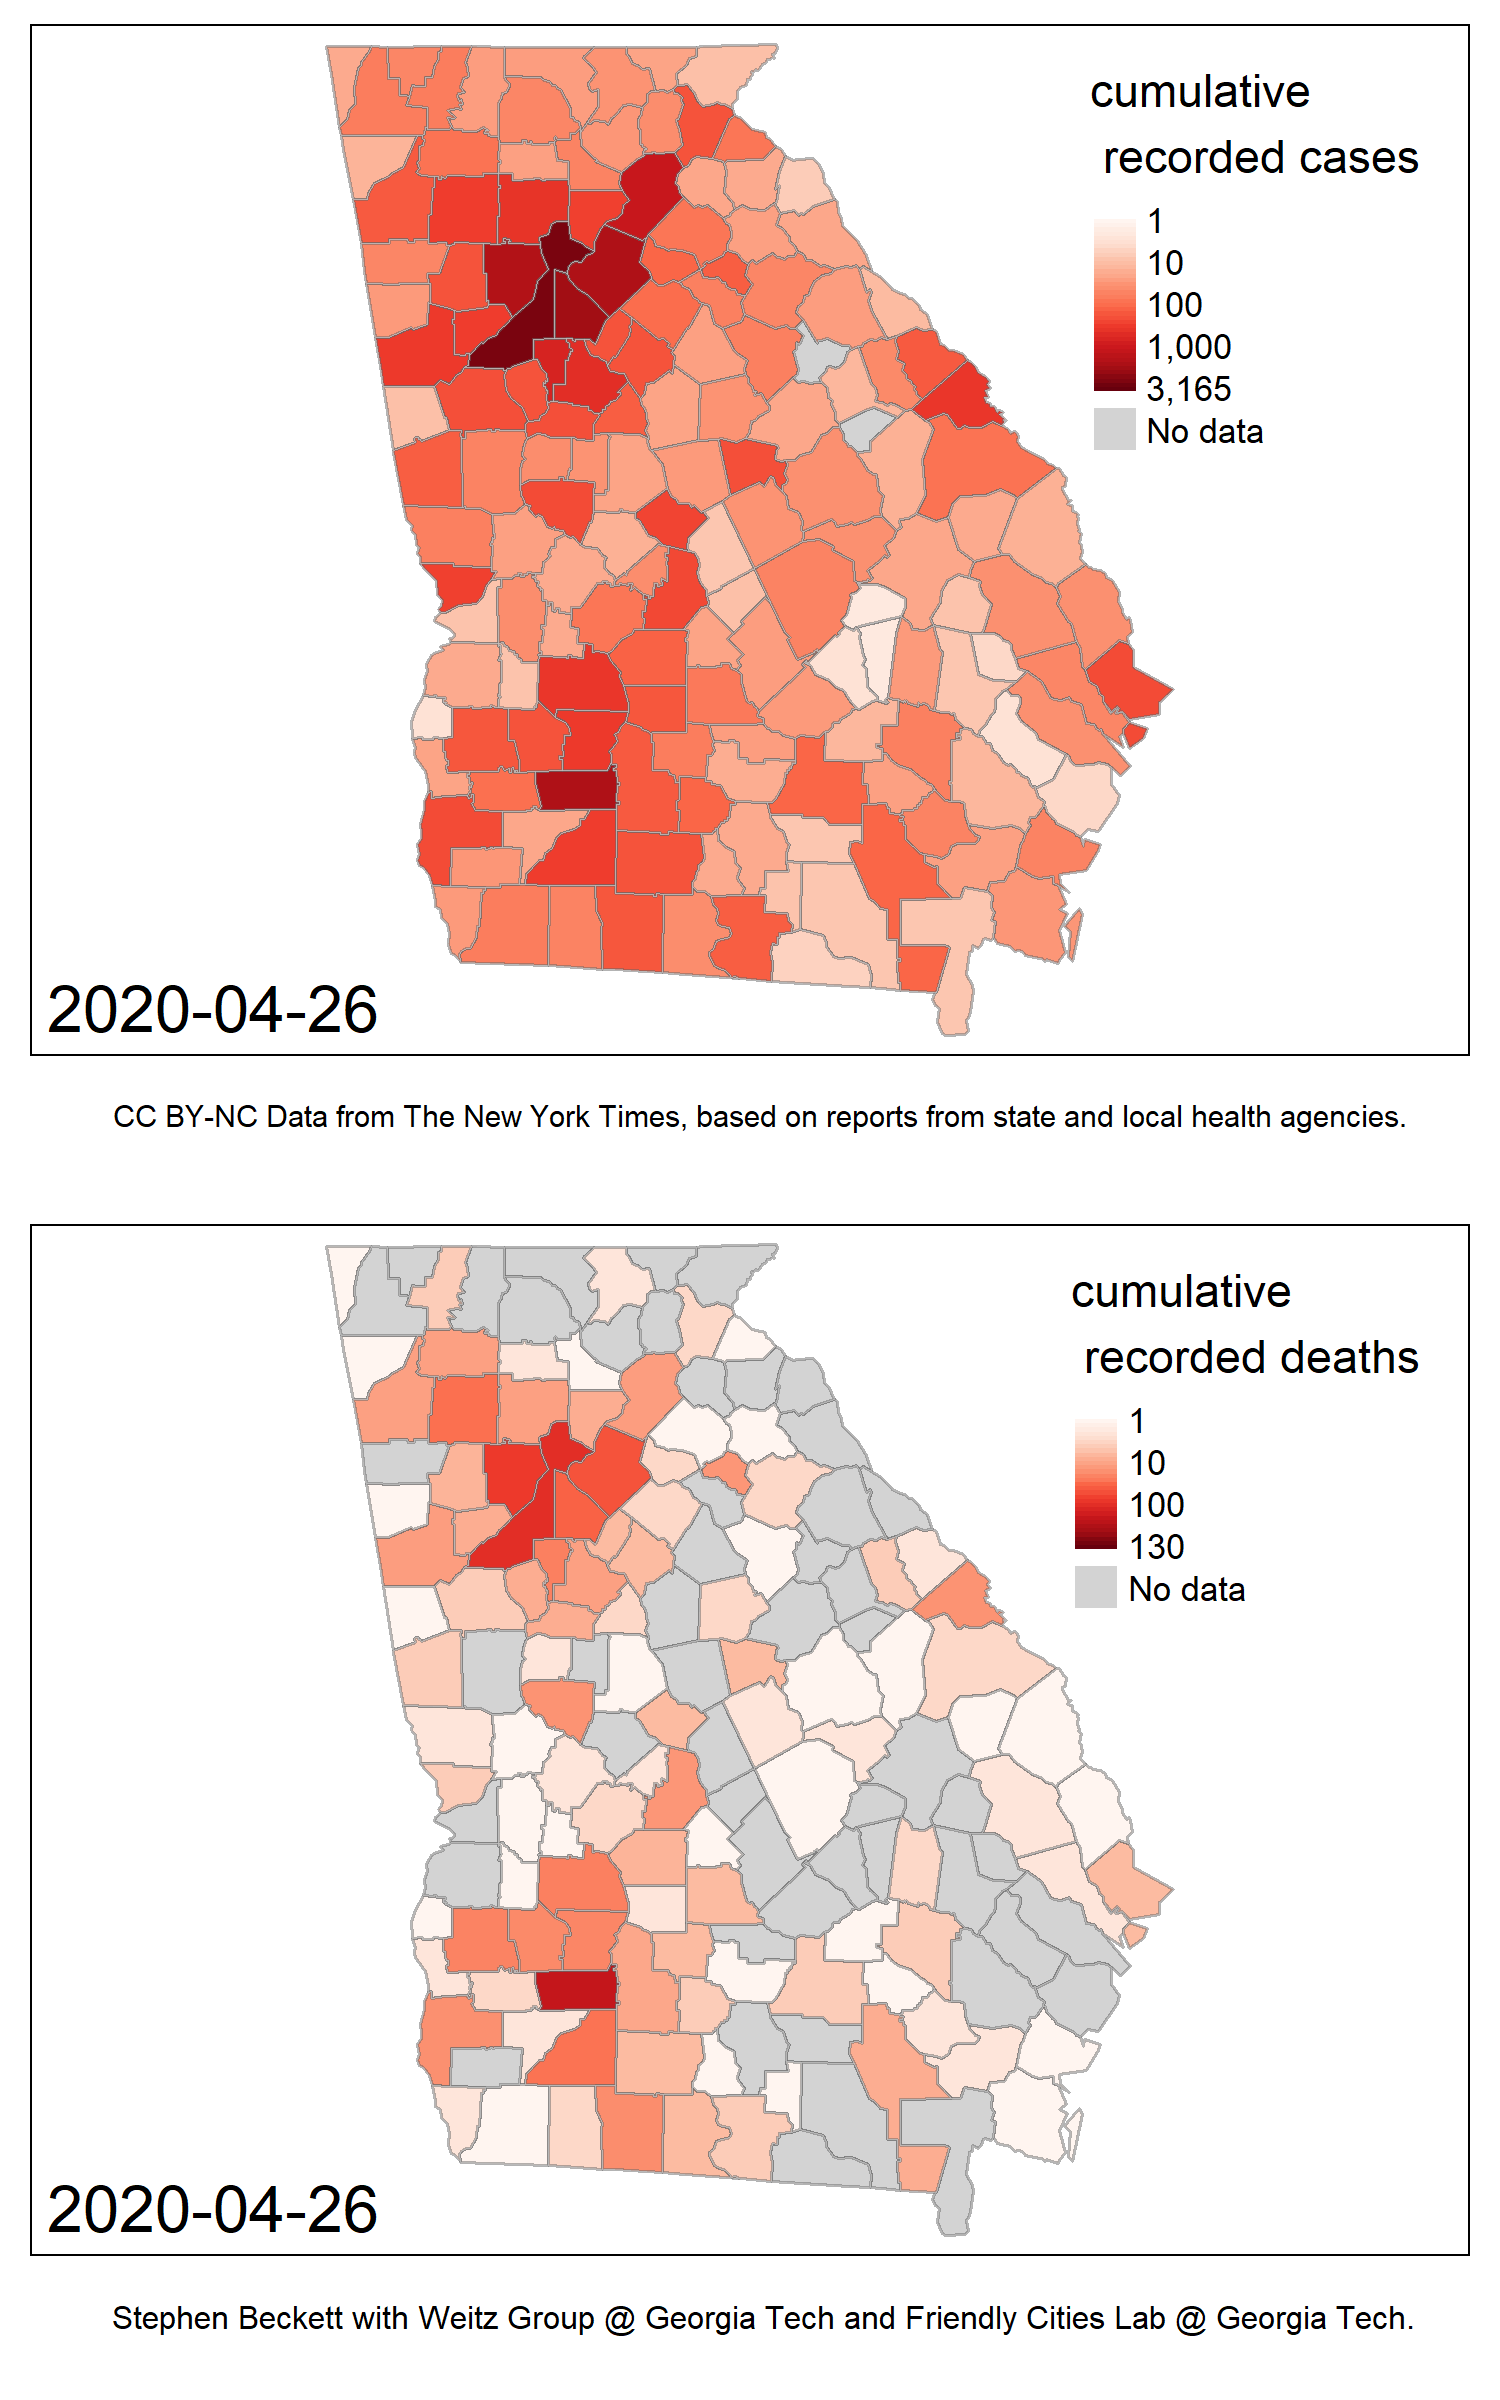 cumulative
recorded cases
1
10
100
1,000
3,165
No data
2020-04-26
CC BY-NC Data from The New York Times, based on reports from state and local health agencies.
cumulative
recorded deaths
1
10
100
130
No data
2020-04-26
Stephen Beckett with Weitz Group @ Georgia Tech and Friendly Cities Lab @ Georgia Tech.